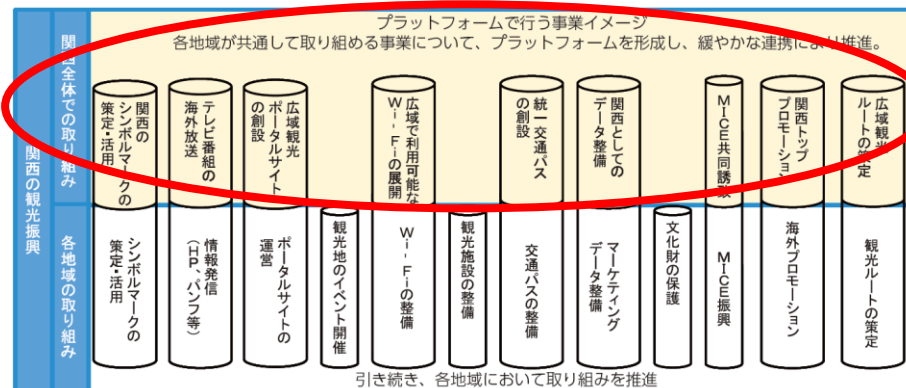 プラットフォームで行う事業イメージ
各地域が共通して取り組める事業について、プラットフォームを形成し、緩やかな連携により推進。
関西の観光振興
関西全体での取り組み
関西の
シンボルマークの
策定・活用
テレビ番組の
海外放送
広域観光
ポータルサイト
の創設
広域で利用可能な
Wi-Fiの展開
統一交通パス
の創設
関西としての
データ整備
MICE共同誘致
関西トップ
プロモーション
広域観光
ルートの策定
各地域の取り組み
シンボルマークの
策定・活用
情報発信
（HP、パンフ等）
ポータルサイトの
運営
観光地のイベント開催
Wi-Fiの整備
観光施設の整備
交通パスの整備
マーケティング
データ整備
文化財の保護
MICE振興
海外プロモーション
観光ルートの策定
引き続き、各地域において取り組みを推進